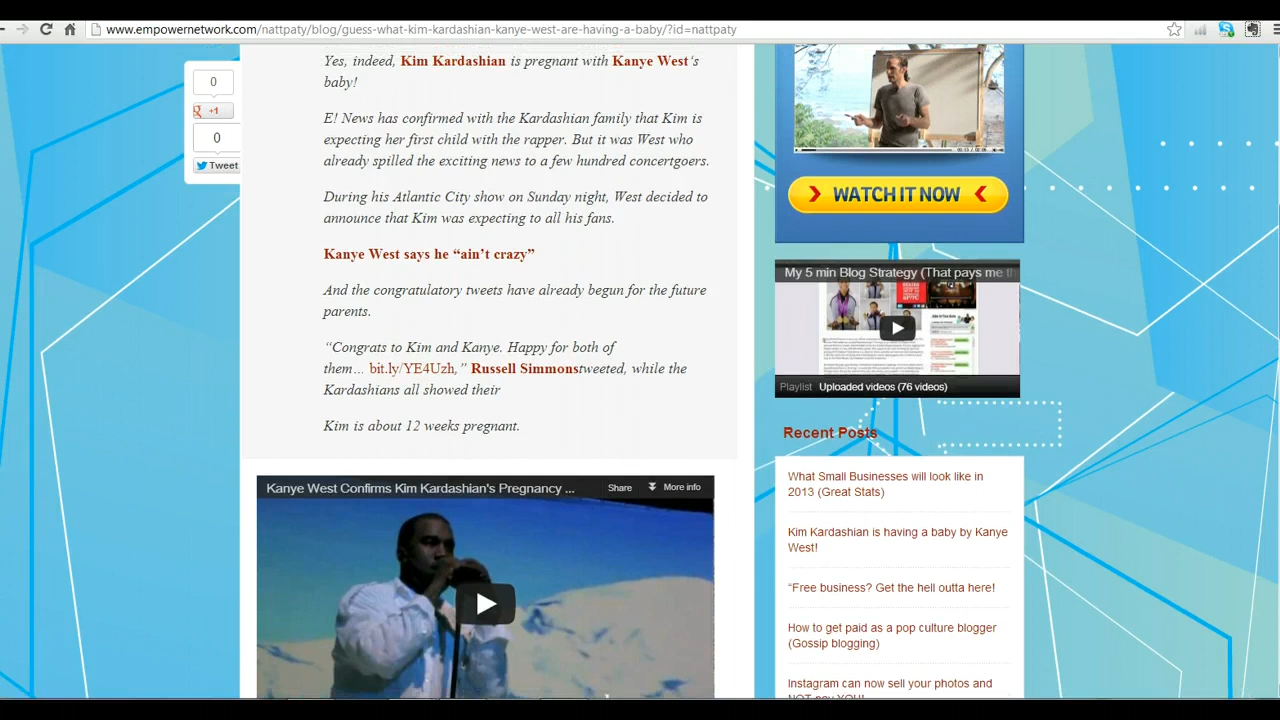 www.empowernetwork.com/nattpaty/blog/guess-what-kim-kardashian-kanye-west-are-having-a-baby/?id=nattpaty
0
+1
0
Tweet
Yes, indeed, Kim Kardashian is pregnant with Kanye West's
baby!
E! News has confirmed with the Kardashian family that Kim is
expecting her first child with the rapper. But it was West who
already spilled the exciting news to a few hundred concertgoers.
During his Atlantic City show on Sunday night, West decided to
announce that Kim was expecting to all his fans.
Kanye West says he “ain’t crazy”
And the congratulatory tweets have already begun for the future
parents.
“Congrats to Kim and Kanye. appy for both of
them… bit.ly/YE4Uzh,” Russell Simmonstweeted, while the
Kardashians all showed their
Kim is about 12 weeks pregnant.
Kanye West Confirms Kim Kardashian's Pregnancy ...
Share
More info
WATCH IT NOW
My 5 min Blog Strategy (That pays me
Playlist Uploaded videos (76 videos)
Recent Posts
What Small Businesses will look like in
2013 (Great Stats)
Kim Kardashian is having a baby by Kanye
West!
“Free business? Get the hell outta here!
How to get paid as a pop culture blogger
(Gossip blogging)
Instagram can now sell your photos and
NOT pay YOU!